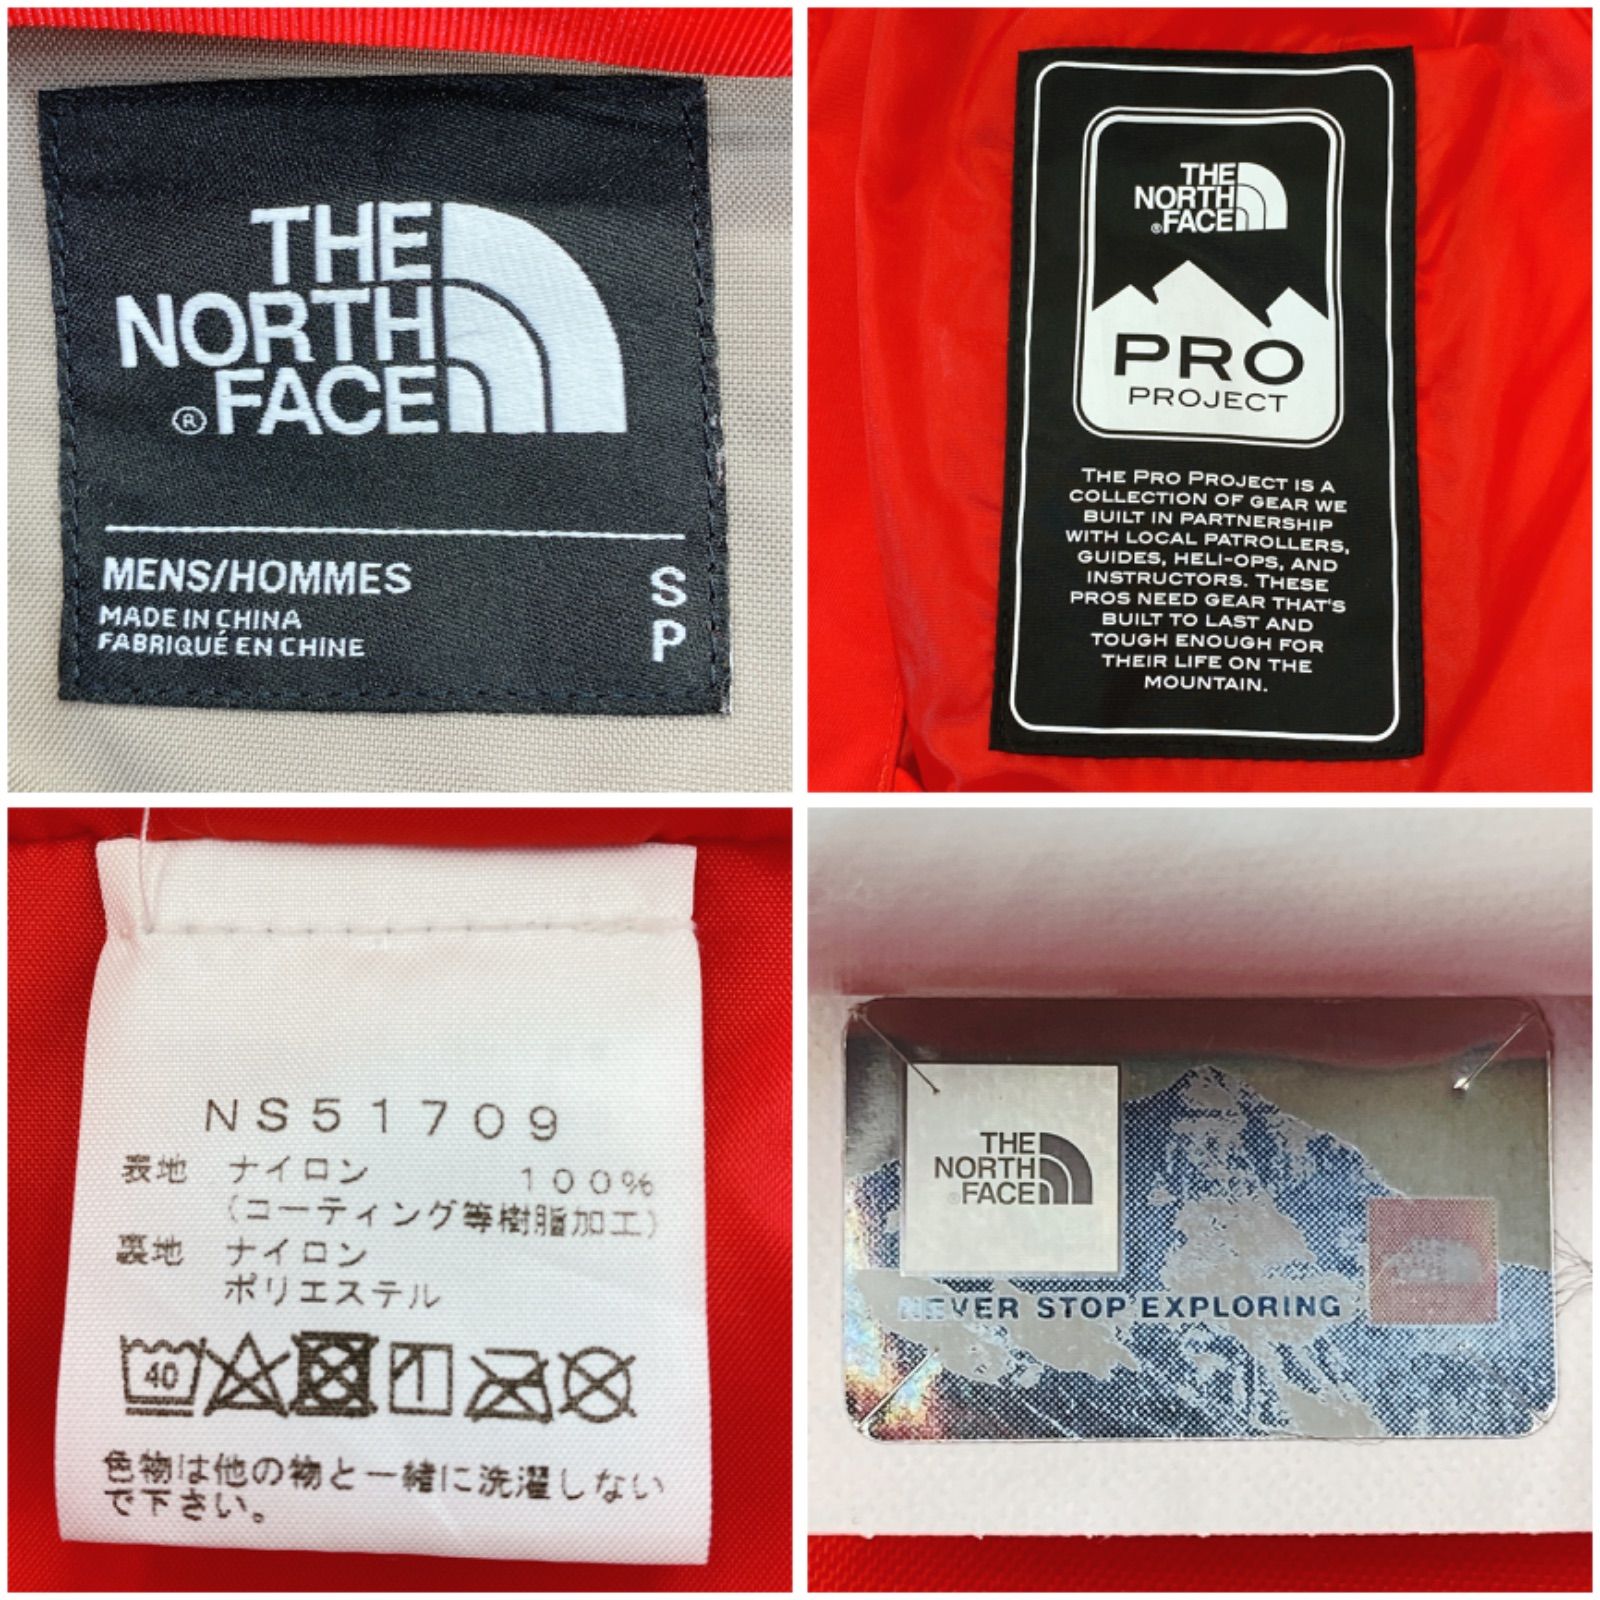 THE
NORTH
®FACE
MENS/HOMMES S
MADE IN CHINA P
FABRIQUÉ EN CHINE
THE
NORTH
®FACE
PRO
PROJECT
THE PRO PROJECT IS A
COLLECTION OF GEAR WE
BUILT IN PARTNERSHIP
WITH LOCAL PATROLLERS,
GUIDES, HELI-OPS, AND
INSTRUCTORS. THESE
PROS NEED GEAR THAT'S
BUILT TO LAST AND
TOUGH ENOUGH FOR
THEIR LIFE ON THE
MOUNTAIN.
NS51709
表地 ナイロン 100%
(コーティング等樹脂加工)
裏地 ナイロン
ポリエステル
40
色物は他の物と一緒に洗濯しない
で下さい。
THE
NORTH
®FACE
NEVER STOP EXPLORING